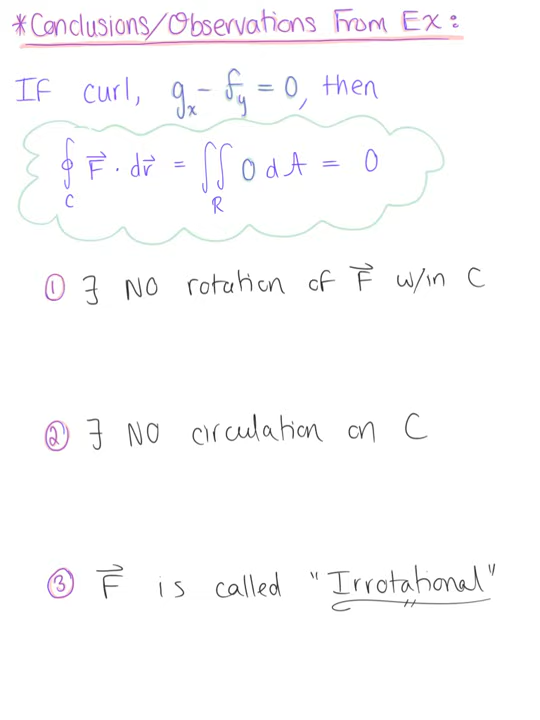 *Conclusions/Observations From Ex:
If curl, gₓ - f_y = 0, then
∮_C F⃗ · dr⃗ = ∬_R 0 dA = 0
① ∃ NO rotation of F⃗ w/in C
② ∃ NO circulation on C
③ F⃗ is called "Irrotational"